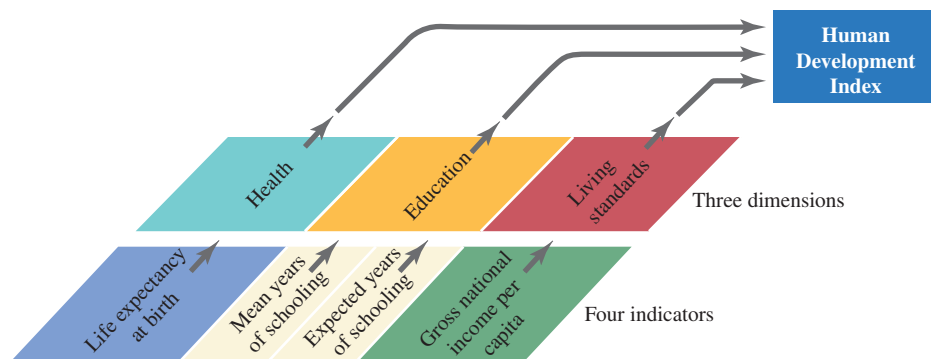 Human
Development
Index
Health
Education
Living
standards
Three dimensions
Life expectancy
at birth
Mean years
of schooling
Expected years
of schooling
Gross national
income per
capita
Four indicators